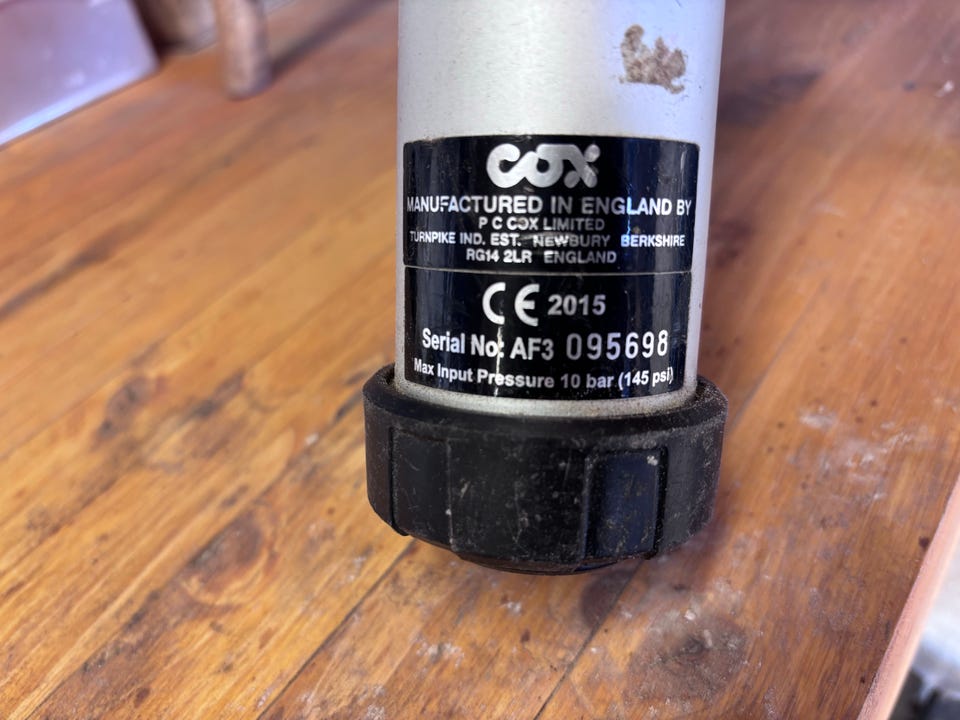 COX
MANUFACTURED IN ENGLAND BY
P C COX LIMITED
TURNPIKE IND. EST. NEWBURY BERKSHIRE
RG14 2LR ENGLAND
CE 2015
Serial No: AF3 095698
Max Input Pressure 10 bar (145 psi)